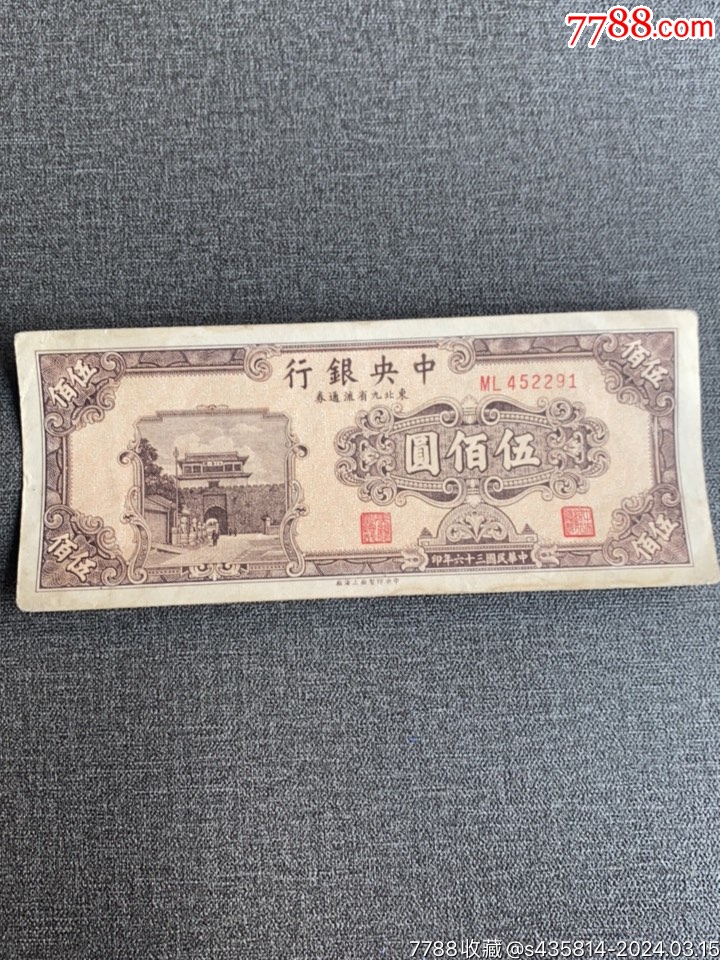 7788.com
中央銀行
東北九省流通券
ML 452291
伍佰
伍佰
伍佰圓
伍佰
伍佰
中華民國三十六年印
7788收藏@s435814-2024.03.15